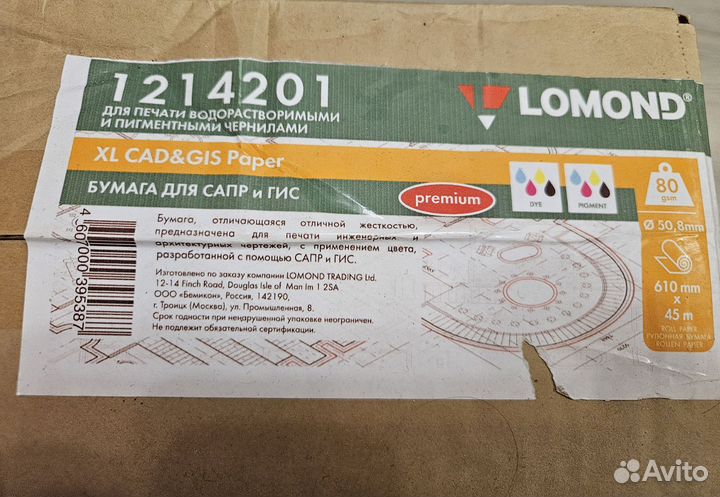 1214201
ДЛЯ ПЕЧАТИ ВОДОРАСТВОРИМЫМИ
И ПИГМЕНТНЫМИ ЧЕРНИЛАМИ
LOMOND®
XL CAD&GIS Paper
БУМАГА ДЛЯ САПР и ГИС
premium
DYE
PIGMENT
80
gsm
Ø 50,8mm
610 mm
x
45 m
ROLL PAPER
РУЛОННАЯ БУМАГА
ROLLEN PAPIER
Бумага, отличающаяся отличной жесткостью,
предназначена для печати инженерных и
архитектурных чертежей, с применением цвета,
разработанной с помощью САПР и ГИС.
Изготовлено по заказу компании LOMOND TRADING Ltd.
12-14 Finch Road, Douglas Isle of Man Im 1 2SA
ООО «Бемикон», Россия, 142190,
г. Троицк (Москва), ул. Промышленная, 8.
Срок годности при ненарушенной упаковке неограничен.
Не подлежит обязательной сертификации.
4 607000 395387
Avito